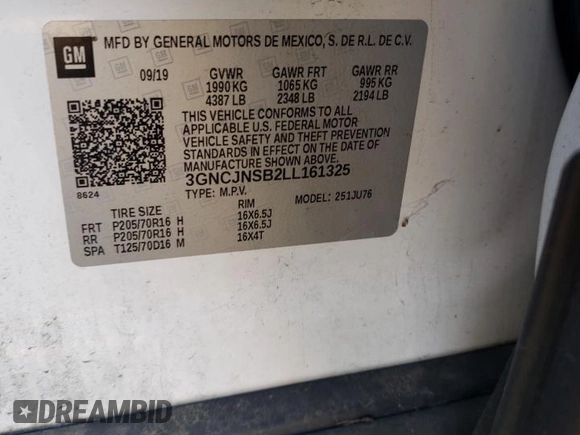 GM
MFD BY GENERAL MOTORS DE MEXICO, S. DE R.L. DE C.V.
09/19 GVWR GAWR FRT GAWR RR
1990 KG 1065 KG 995 KG
4387 LB 2348 LB 2194 LB
THIS VEHICLE CONFORMS TO ALL
APPLICABLE U.S. FEDERAL MOTOR
VEHICLE SAFETY AND THEFT PREVENTION
STANDARDS IN EFFECT ON THE DATE OF
MANUFACTURE SHOWN ABOVE.
3GNCJNSB2LL161325
8624
TYPE: M.P.V. MODEL: 251JU76
TIRE SIZE RIM
FRT P205/70R16 H 16X6.5J
RR P205/70R16 H 16X6.5J
SPA T125/70D16 M 16X4T
DREAMBID